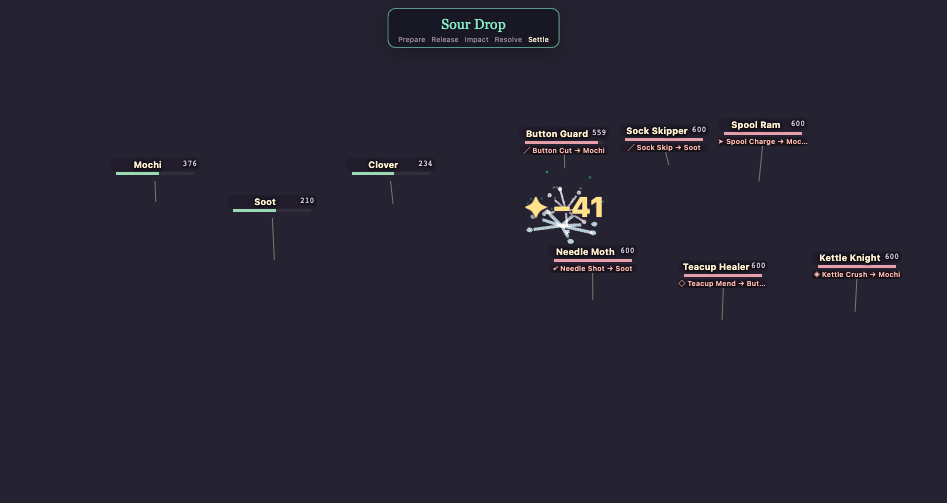 Sour Drop
Prepare Release Impact Resolve Settle
Mochi 376
Soot 210
Clover 234
Button Guard 559
Button Cut → Mochi
Sock Skipper 600
Sock Skip → Soot
Spool Ram 600
Spool Charge → Moc...
-41
Needle Moth 600
Needle Shot → Soot
Teacup Healer 600
Teacup Mend → But...
Kettle Knight 600
Kettle Crush → Mochi